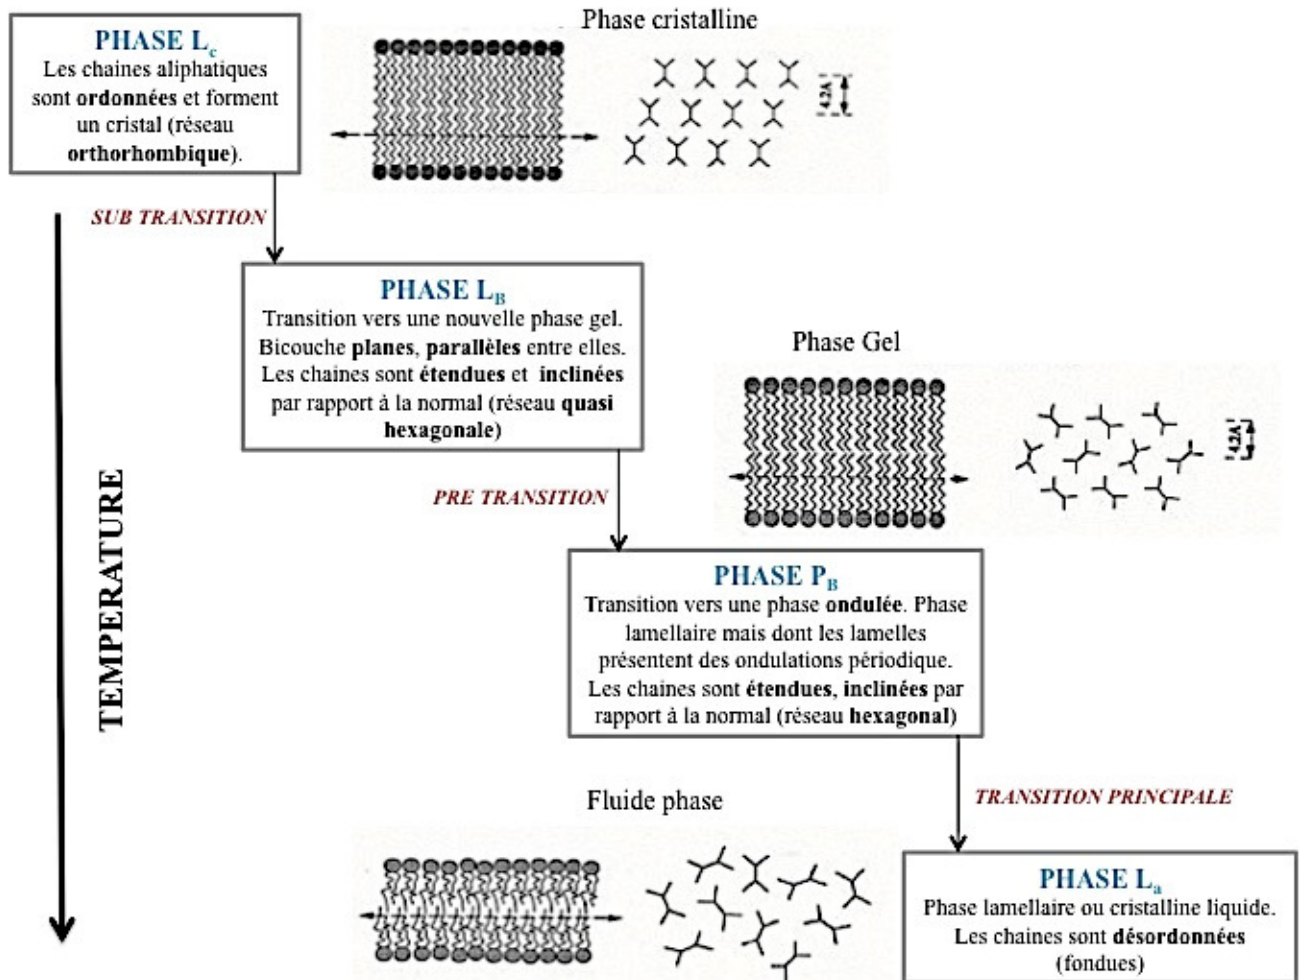 Phase cristalline
PHASE Lc
Les chaines aliphatiques
sont ordonnées et forment
un cristal (réseau
orthorhombique).
4.2Å
SUB TRANSITION
PHASE LB
Transition vers une nouvelle phase gel.
Bicouche planes, parallèles entre elles.
Les chaines sont étendues et inclinées
par rapport à la normal (réseau quasi
hexagonale)
Phase Gel
4.2Å
PRE TRANSITION
TEMPERATURE
PHASE PB
Transition vers une phase ondulée. Phase
lamellaire mais dont les lamelles
présentent des ondulations périodique.
Les chaines sont étendues, inclinées par
rapport à la normal (réseau hexagonal)
Fluide phase
TRANSITION PRINCIPALE
PHASE La
Phase lamellaire ou cristalline liquide.
Les chaines sont désordonnées
(fondues)